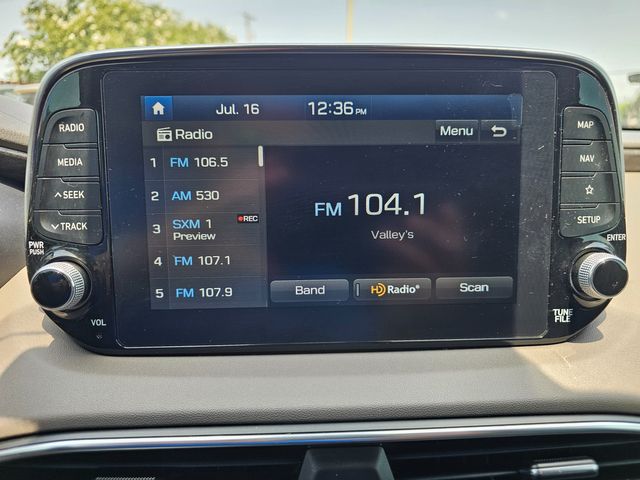 Jul. 16 12:36 PM
RADIO
MEDIA
SEEK
TRACK
PWR
PUSH
VOL
Radio
Menu
1 FM 106.5
2 AM 530
3 SXM 1 REC
Preview
4 FM 107.1
5 FM 107.9
FM 104.1
Valley's
Band
HD Radio®
Scan
MAP
NAV
SETUP
ENTER
TUNE
FILE